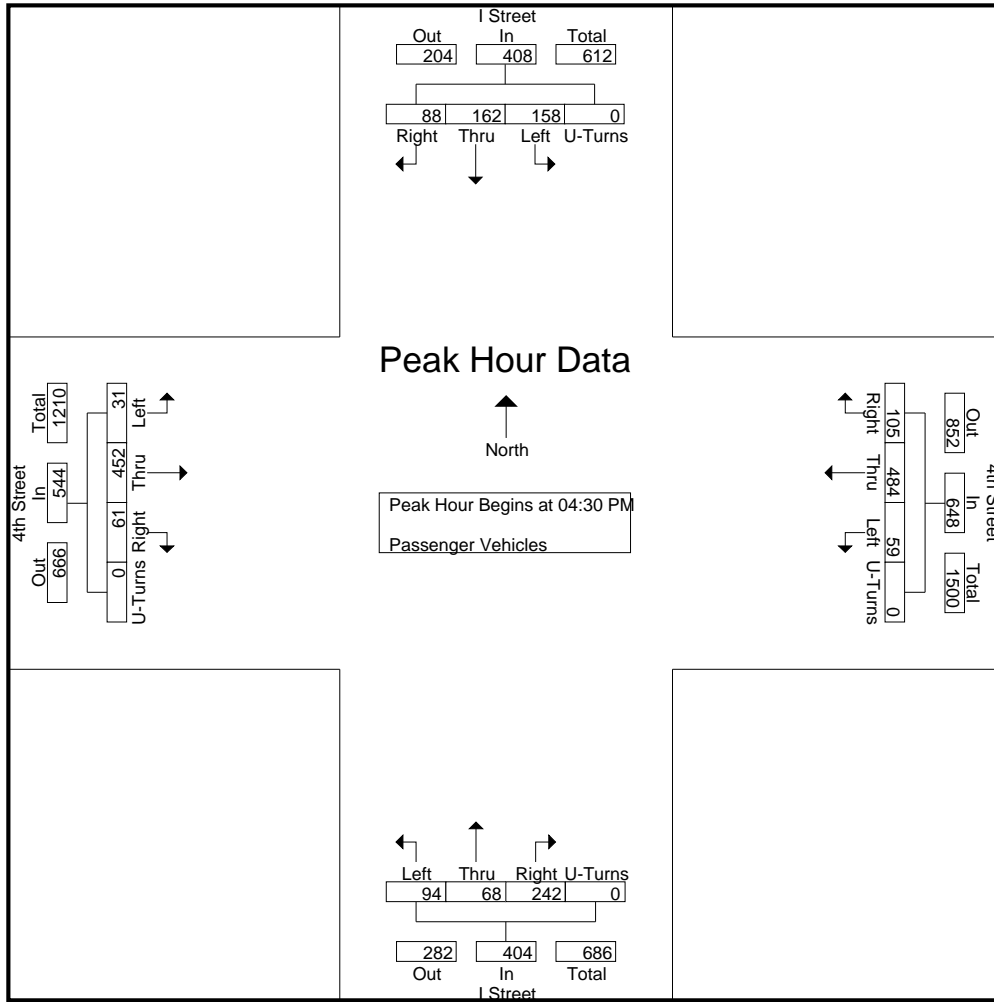 I Street
Out In Total
204 408 612
88 162 158 0
Right Thru Left U-Turns
Peak Hour Data
North
Peak Hour Begins at 04:30 PM
Passenger Vehicles
4th Street
Total In Out
1210 544 666
31 452 61 0
Left Thru Right U-Turns
4th Street
Out In Total
852 648 1500
105 484 59 0
Right Thru Left U-Turns
Left Thru Right U-Turns
94 68 242 0
282 404 686
Out In Total
I Street